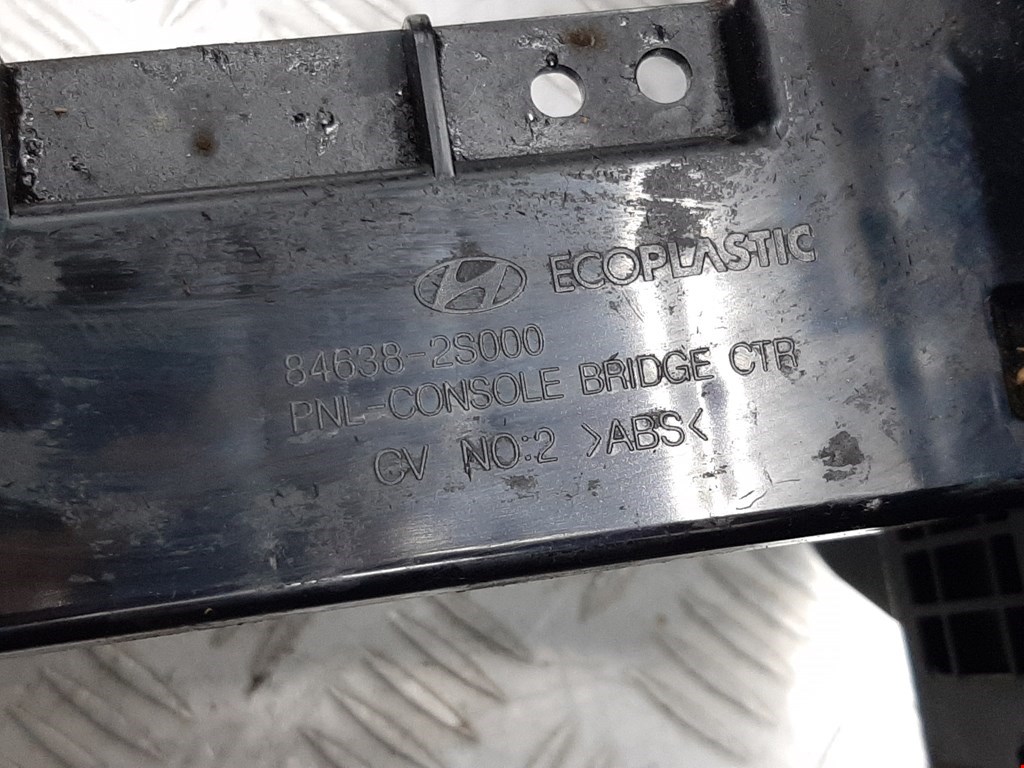 ECOPLASTIC
84638-2S000
PNL-CONSOLE BRIDGE CTR
CV NO:2 >ABS<